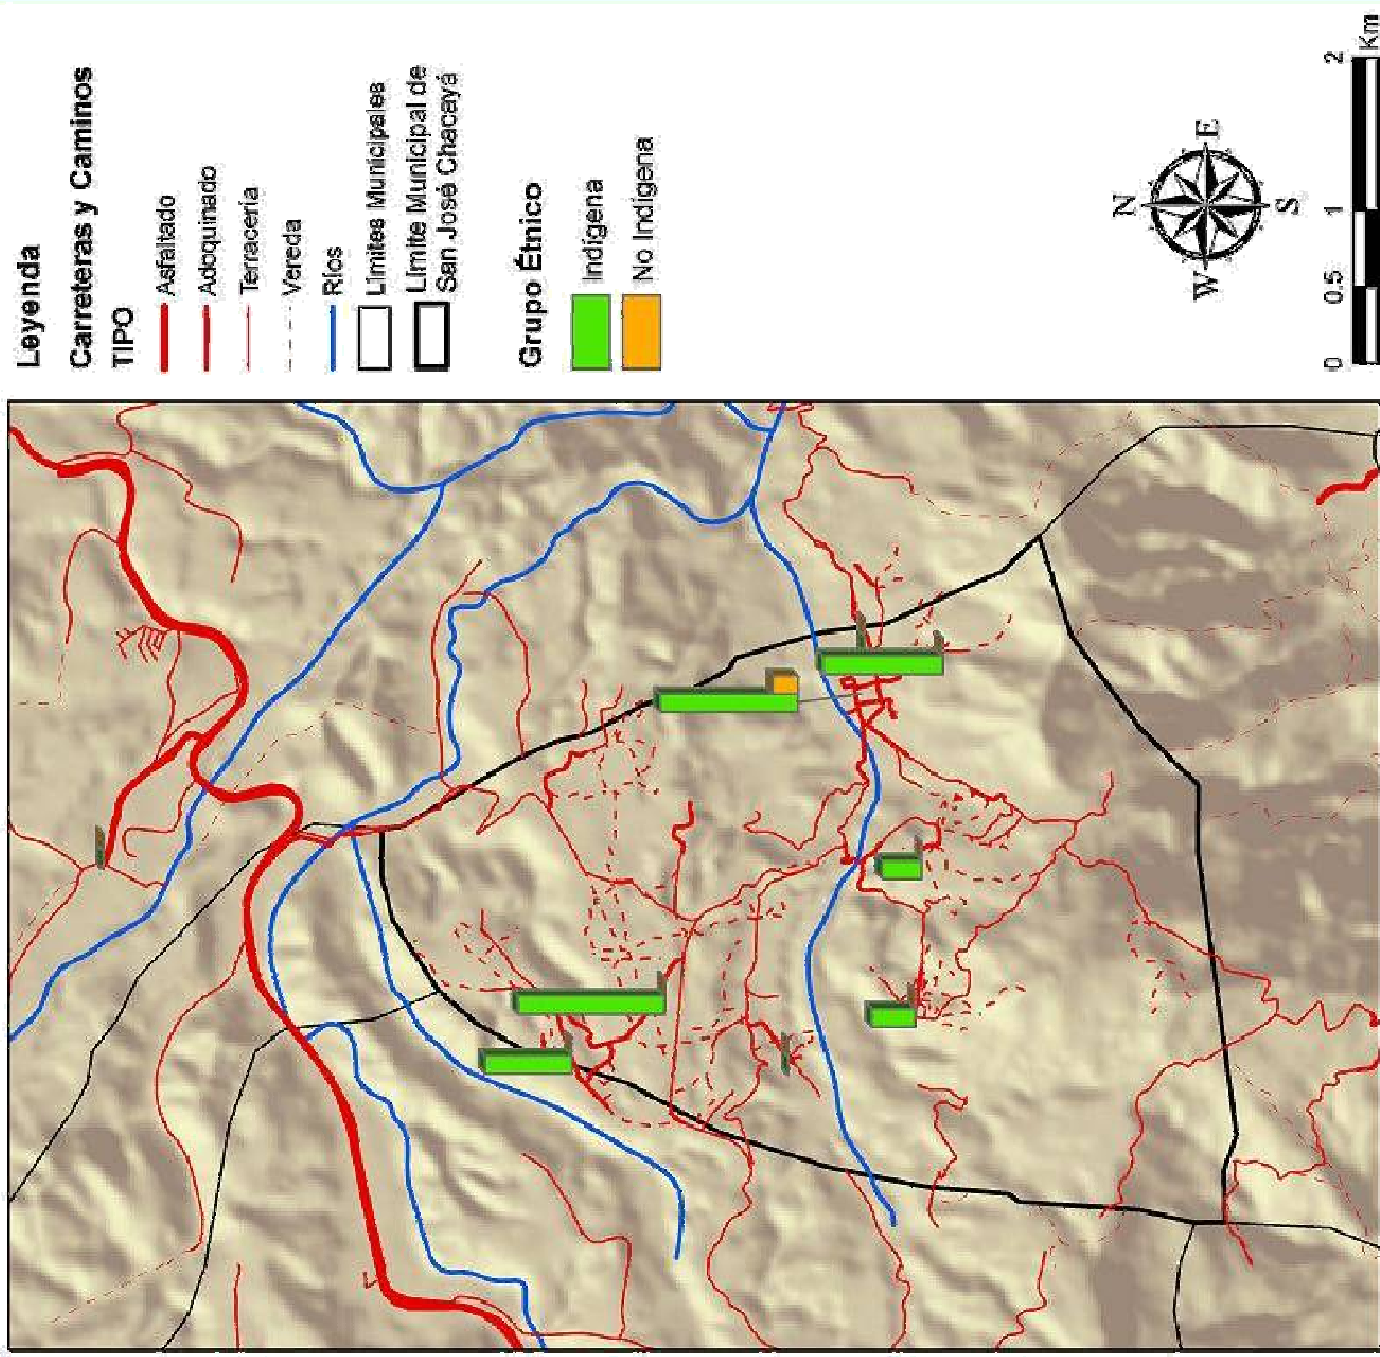 Leyenda
Carreteras y Caminos
TIPO
Asfaltado
Adoquinado
Terracería
Vereda
Ríos
Límites Municipales
Límite Municipal de
San José Chacayá
Grupo Étnico
Indígena
No Indígena
N
W
E
S
0 0.5 1 2
Km